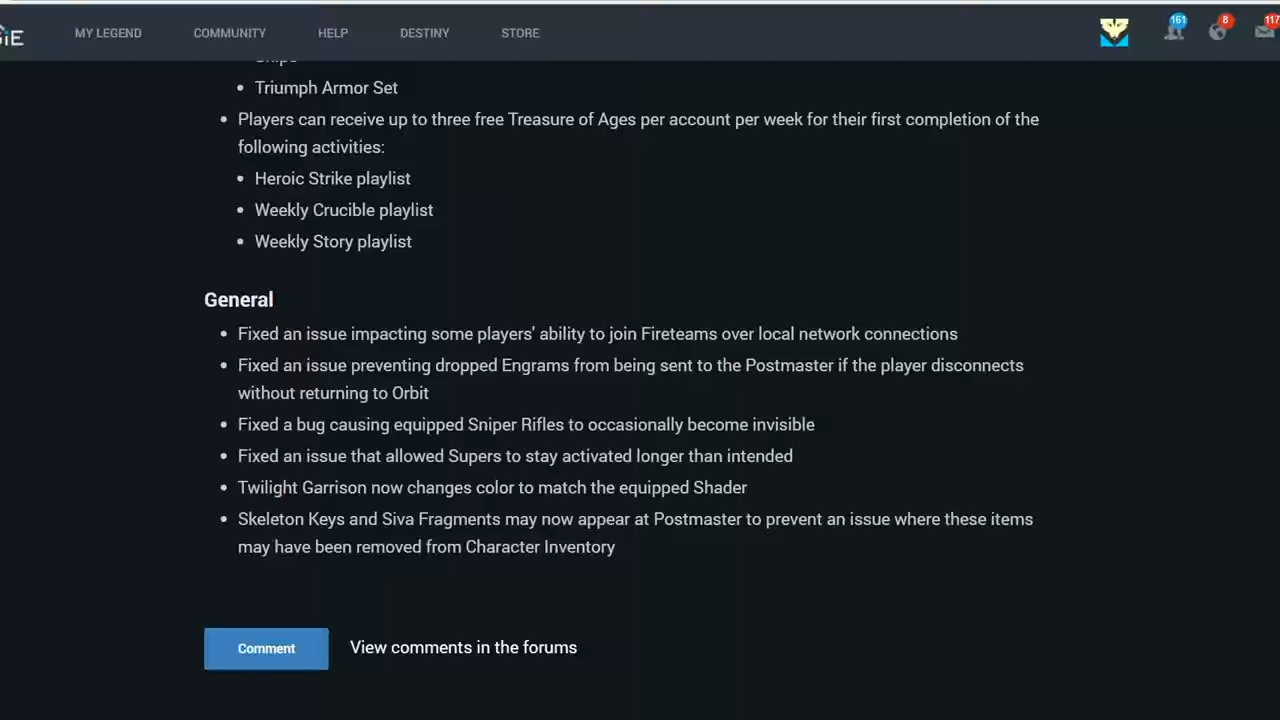 MY LEGEND COMMUNITY HELP DESTINY STORE 161 8 117
Triumph Armor Set
Players can receive up to three free Treasure of Ages per account per week for their first completion of the
following activities:
Heroic Strike playlist
Weekly Crucible playlist
Weekly Story playlist
General
Fixed an issue impacting some players' ability to join Fireteams over local network connections
Fixed an issue preventing dropped Engrams from being sent to the Postmaster if the player disconnects
without returning to Orbit
Fixed a bug causing equipped Sniper Rifles to occasionally become invisible
Fixed an issue that allowed Supers to stay activated longer than intended
Twilight Garrison now changes color to match the equipped Shader
Skeleton Keys and Siva Fragments may now appear at Postmaster to prevent an issue where these items
may have been removed from Character Inventory
Comment View comments in the forums